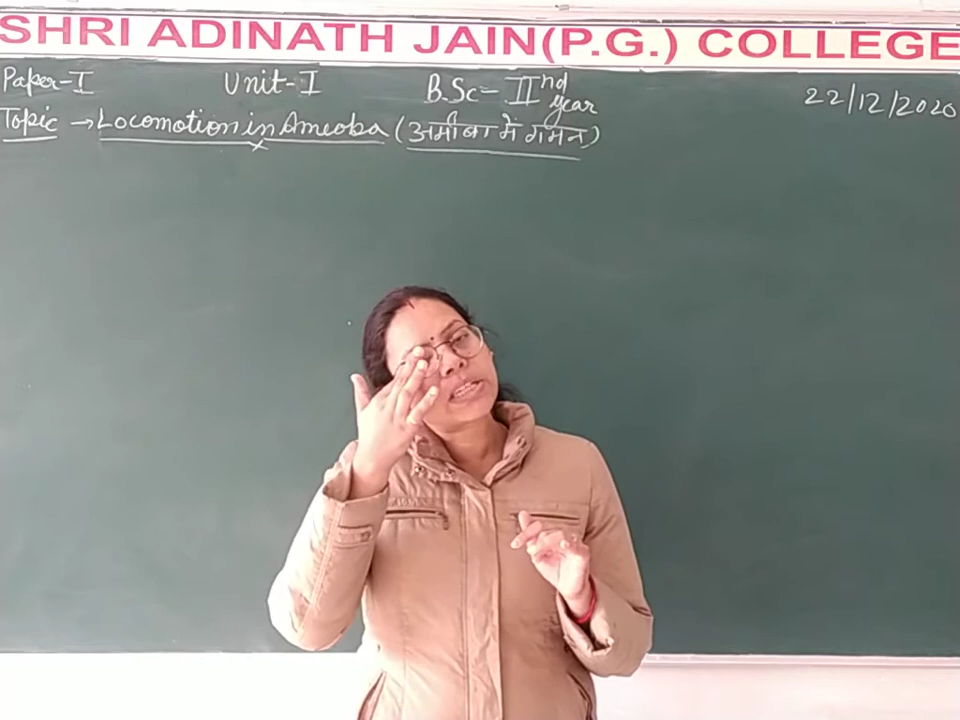 SHRI ADINATH JAIN(P.G.) COLLEGE
Paper-I Unit-I B.Sc- IInd year 22/12/2020
Topic → Locomotion in Ameoba (अमीबा में गमन)